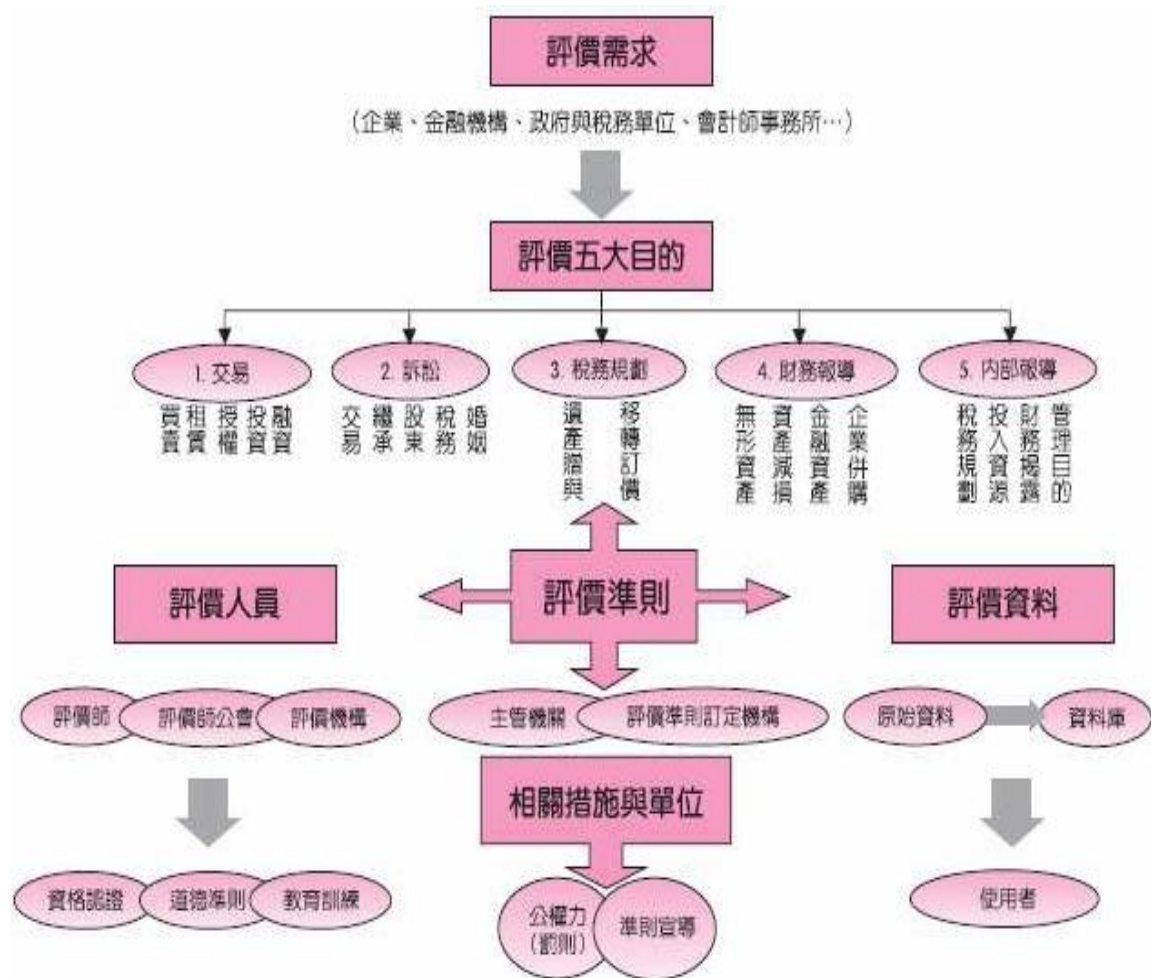 評價需求
(企業、金融機構、政府與稅務單位、會計師事務所…)
評價五大目的
1. 交易
買賣
租賃
授權
投資
融資
2. 訴訟
交易
繼承
股東
稅務
婚姻
3. 稅務規劃
遺產贈與
移轉訂價
4. 財務報導
無形資產
資產減損
金融資產
企業併購
5. 內部報導
稅務規劃
投入資源
財務揭露
管理目的
評價人員
評價準則
評價資料
評價師
評價師公會
評價機構
主管機關
評價準則訂定機構
原始資料
資料庫
相關措施與單位
資格認證
道德準則
教育訓練
公權力
(罰則)
準則宣導
使用者